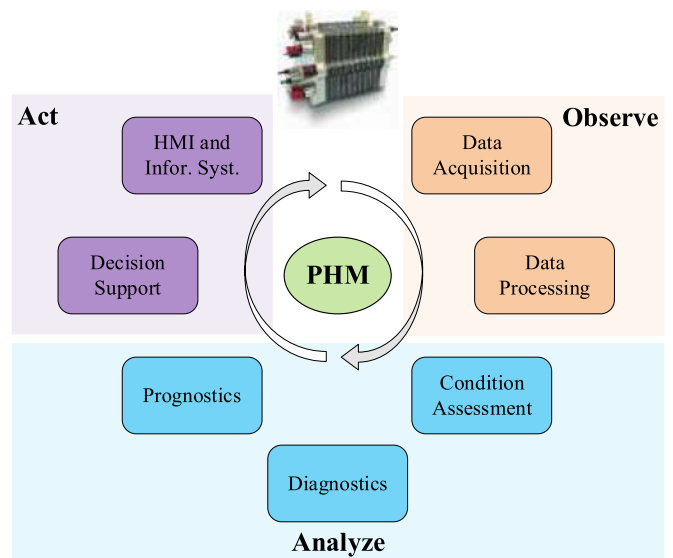 Act
HMI and
Infor. Syst.
Decision
Support
Observe
Data
Acquisition
Data
Processing
PHM
Prognostics
Condition
Assessment
Diagnostics
Analyze